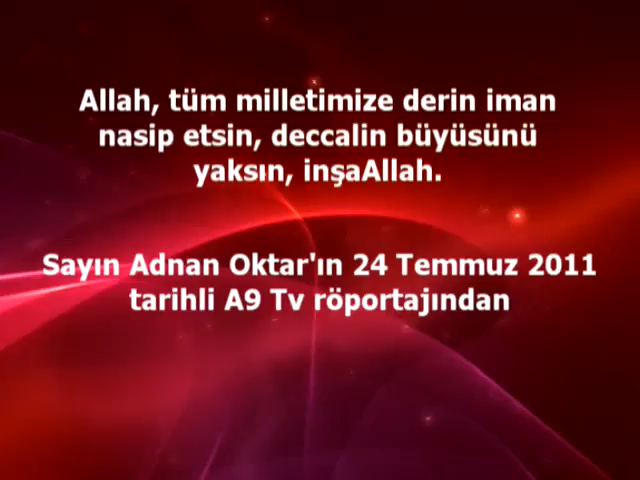 Allah, tüm milletimize derin iman
nasip etsin, deccalin büyüsünü
yaksın, inşaAllah.
Sayın Adnan Oktar'ın 24 Temmuz 2011
tarihli A9 Tv röportajından